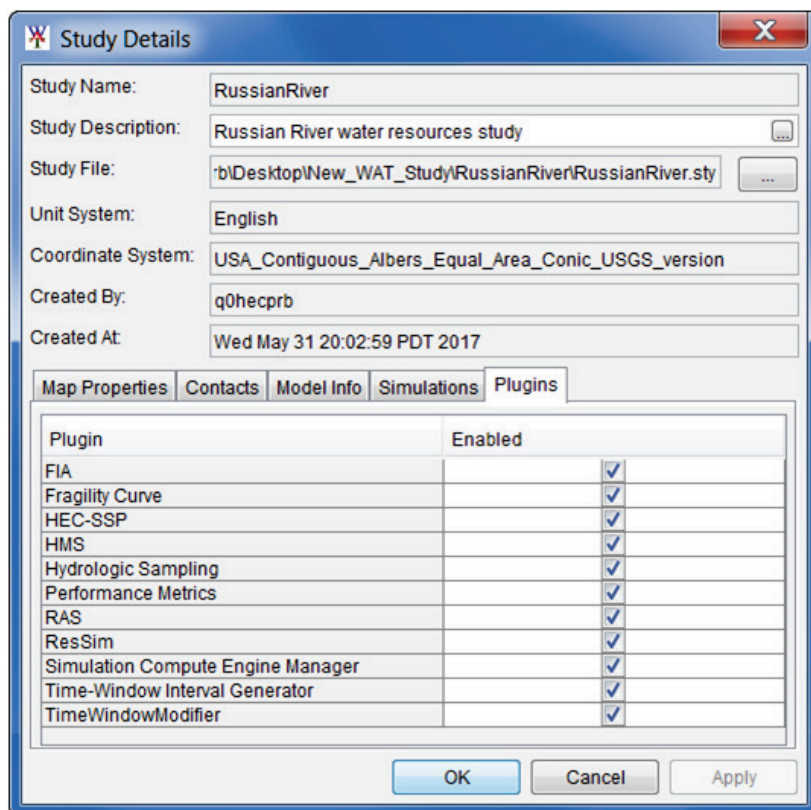 Study Details
Study Name: RussianRiver
Study Description: Russian River water resources study ...
Study File: rb\Desktop\New_WAT_Study\RussianRiver\RussianRiver.sty ...
Unit System: English
Coordinate System: USA_Contiguous_Albers_Equal_Area_Conic_USGS_version
Created By: q0hecprb
Created At: Wed May 31 20:02:59 PDT 2017
Map Properties Contacts Model Info Simulations Plugins
Plugin Enabled
FIA
Fragility Curve
HEC-SSP
HMS
Hydrologic Sampling
Performance Metrics
RAS
ResSim
Simulation Compute Engine Manager
Time-Window Interval Generator
TimeWindowModifier
OK Cancel Apply